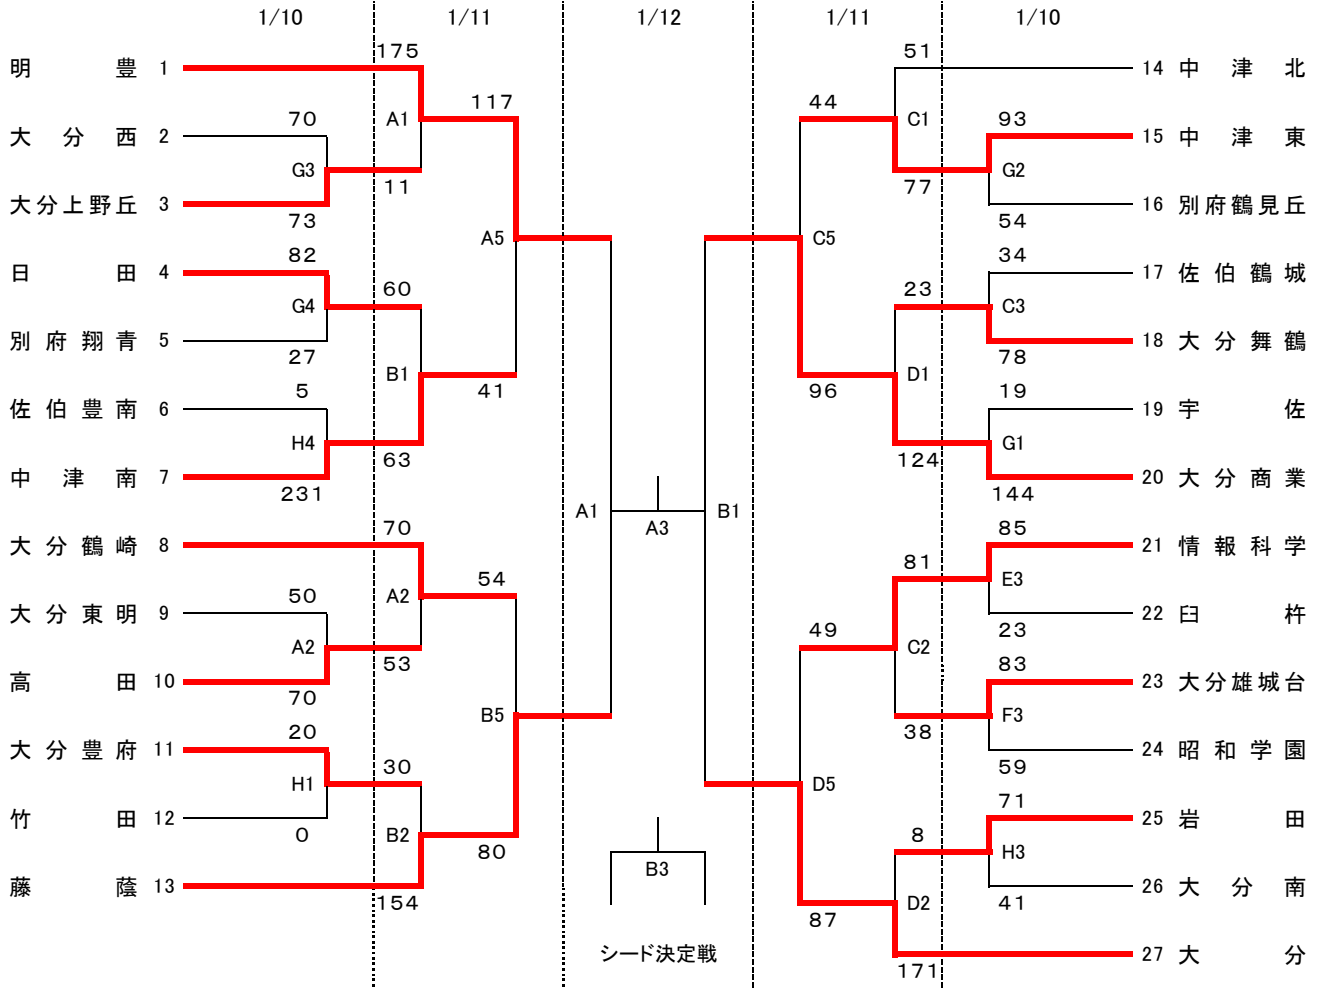 1/10 1/11 1/12 1/11 1/10
175 51
明豊 1 14 中津北
117 44
70 A1 C1 93
大分西 2 15 中津東
G3 G2
11 77
大分上野丘 3 16 別府鶴見丘
73 54
A5 C5
82 34
日田 4 17 佐伯鶴城
60 23
G4 C3
別府翔青 5 18 大分舞鶴
27 78
B1 D1
5 41 96 19
佐伯豊南 6 19 宇佐
H4 G1
63 124
中津南 7 20 大分商業
231 144
A1 B1
70 A3 85
大分鶴崎 8 21 情報科学
81
54 E3
50 A2
大分東明 9 22 臼杵
49 23
A2 C2
53 83
高田 10 23 大分雄城台
70
B5 F3
20 38
大分豊府 11 24 昭和学園
30 59
H1 D5
0 71
竹田 12 25 岩田
B2 8
80 H3
B3
藤蔭 13 26 大分南
154 D2 41
87
シード決定戦 27 大分
171